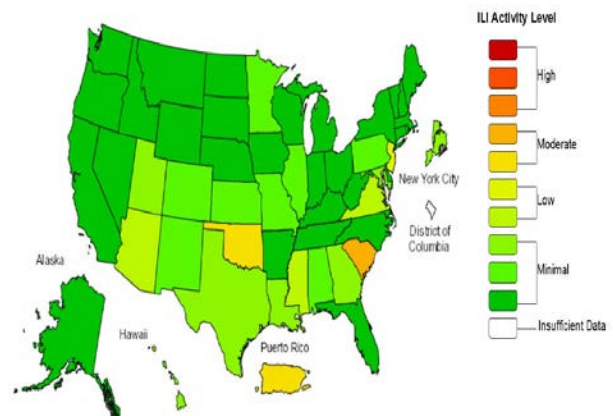 ILI Activity Level
High
Moderate
Low
Minimal
Insufficient Data
New York City
District of
Columbia
Alaska
Hawaii
Puerto Rico